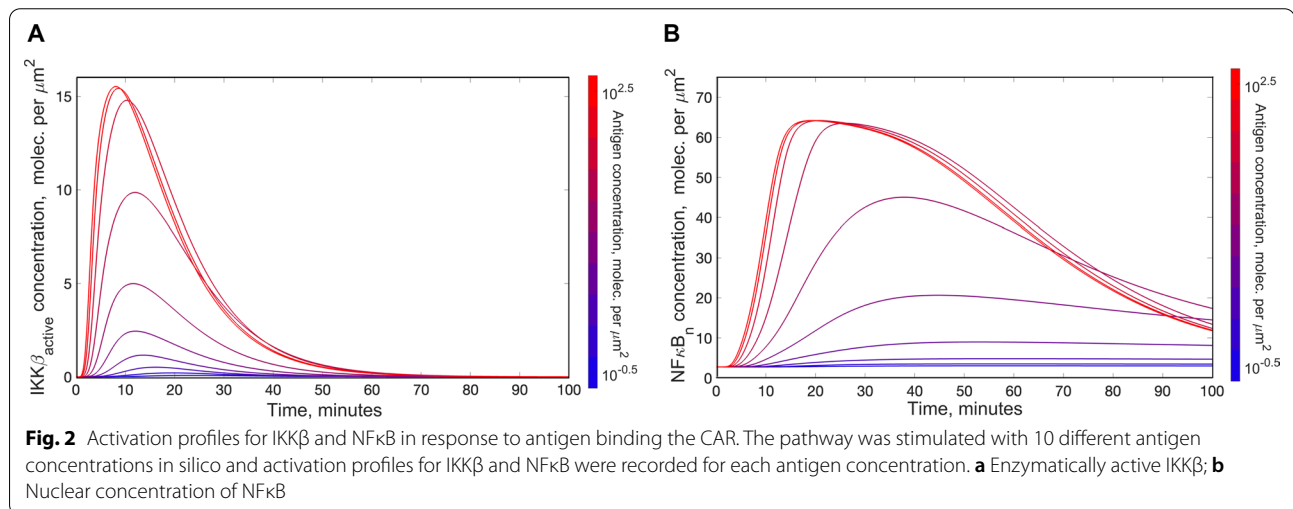 A
IKKβactive concentration, molec. per μm²
15
10
5
0
0 10 20 30 40 50 60 70 80 90 100
Time, minutes
10^2.5
Antigen concentration, molec. per μm²
10^-0.5
B
NFκBn concentration, molec. per μm²
70
60
50
40
30
20
10
0
0 10 20 30 40 50 60 70 80 90 100
Time, minutes
10^2.5
Antigen concentration, molec. per μm²
10^-0.5
Fig. 2 Activation profiles for IKKβ and NFκB in response to antigen binding the CAR. The pathway was stimulated with 10 different antigen
concentrations in silico and activation profiles for IKKβ and NFκB were recorded for each antigen concentration. a Enzymatically active IKKβ; b
Nuclear concentration of NFκB